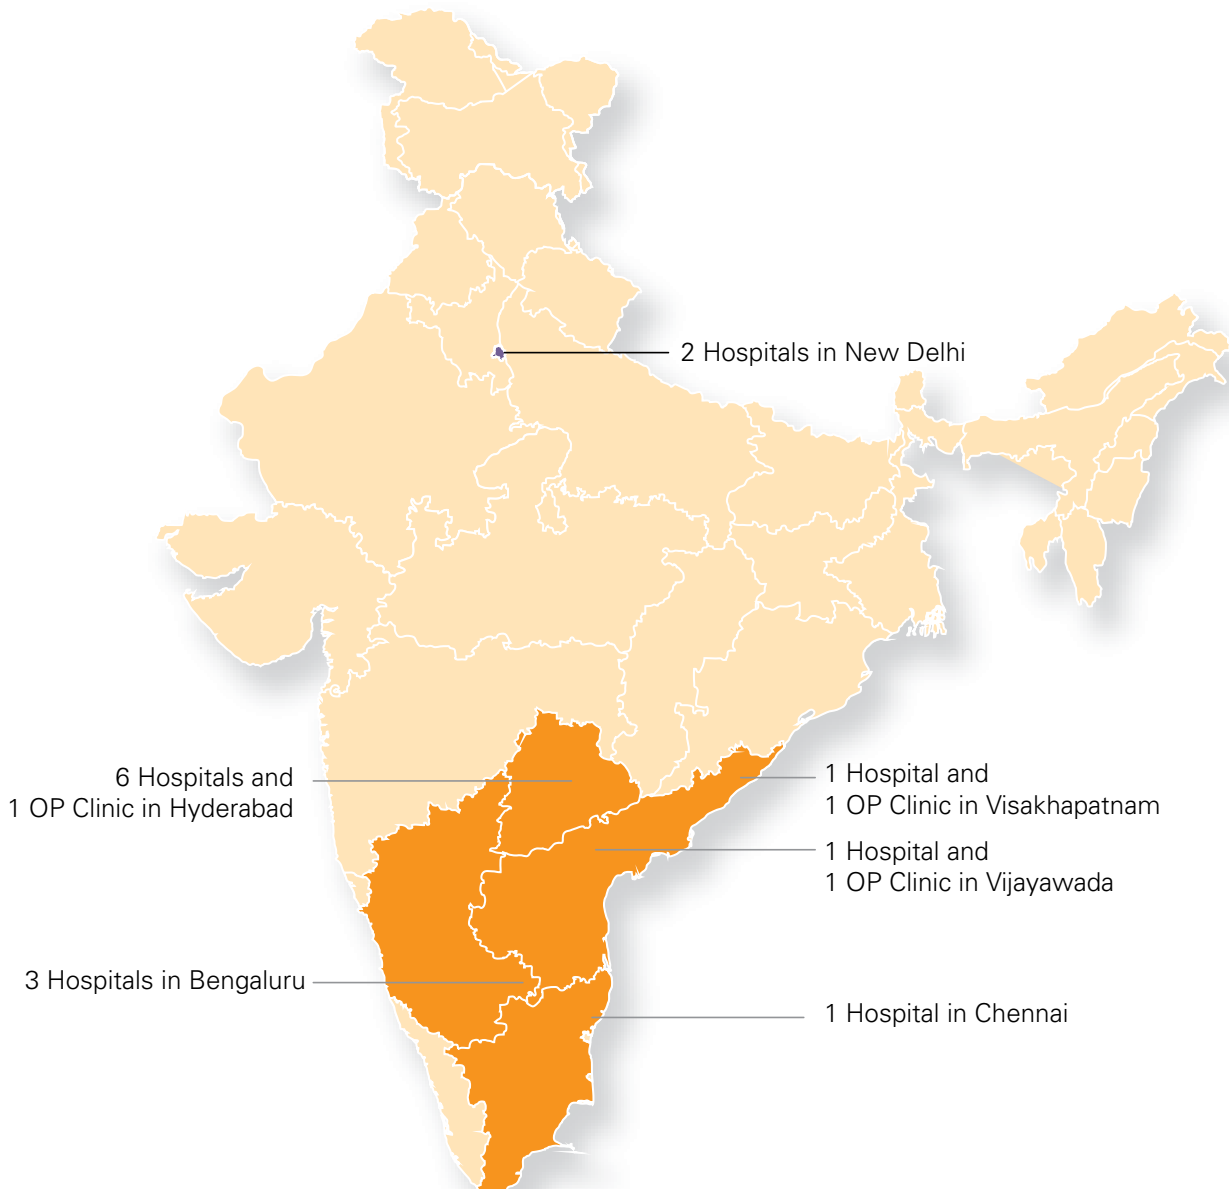 2 Hospitals in New Delhi
6 Hospitals and
1 OP Clinic in Hyderabad
1 Hospital and
1 OP Clinic in Visakhapatnam
1 Hospital and
1 OP Clinic in Vijayawada
3 Hospitals in Bengaluru
1 Hospital in Chennai